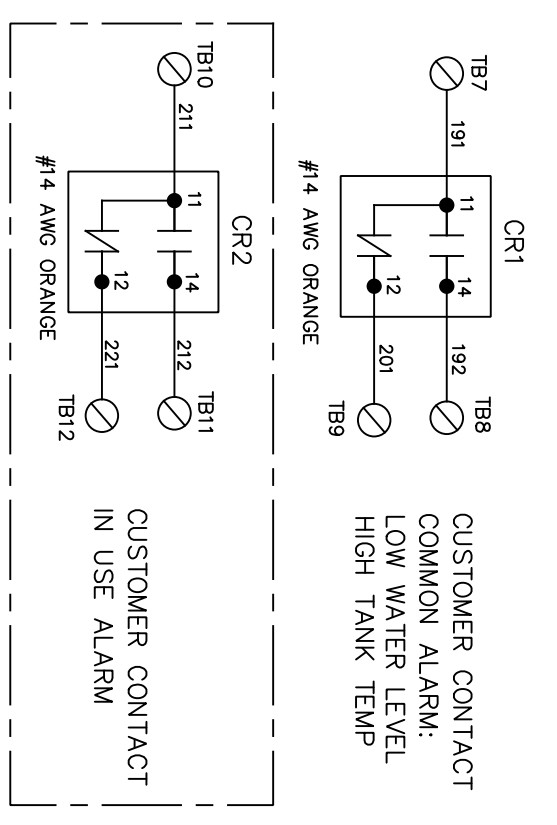 CR1
TB7
191
11
14
192
TB8
12
201
TB9
#14 AWG ORANGE
CUSTOMER CONTACT
COMMON ALARM:
LOW WATER LEVEL
HIGH TANK TEMP
CR2
TB10
211
11
14
212
TB11
12
221
TB12
#14 AWG ORANGE
CUSTOMER CONTACT
IN USE ALARM